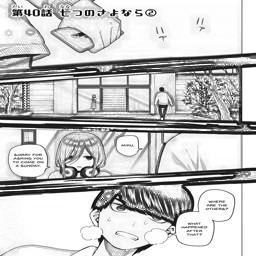 第40話 七つのさよなら②
MIKU.
SORRY FOR
ASKING YOU
TO COME ON
A SUNDAY.
WHERE
ARE THE
OTHERS?
WHAT
HAPPENED
AFTER
THAT?